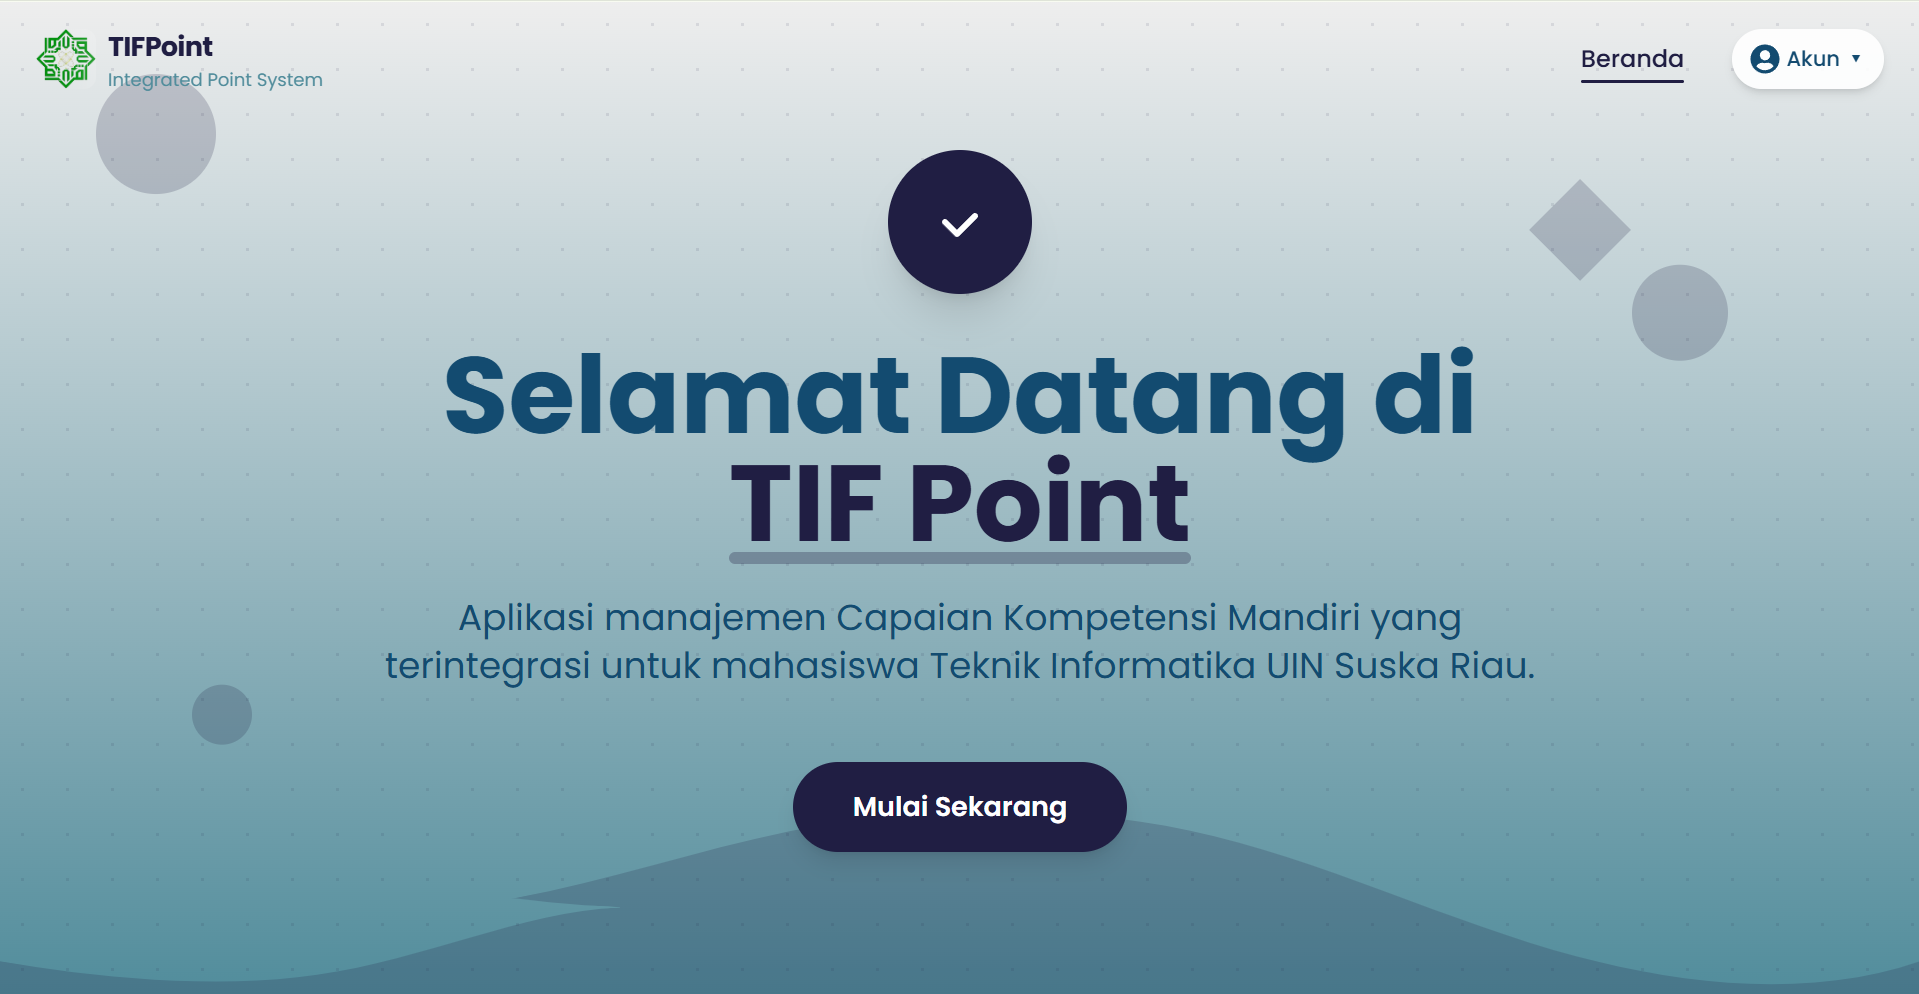 TIFPoint
Integrated Point System
Beranda
Akun
Selamat Datang di
TIF Point
Aplikasi manajemen Capaian Kompetensi Mandiri yang
terintegrasi untuk mahasiswa Teknik Informatika UIN Suska Riau.
Mulai Sekarang